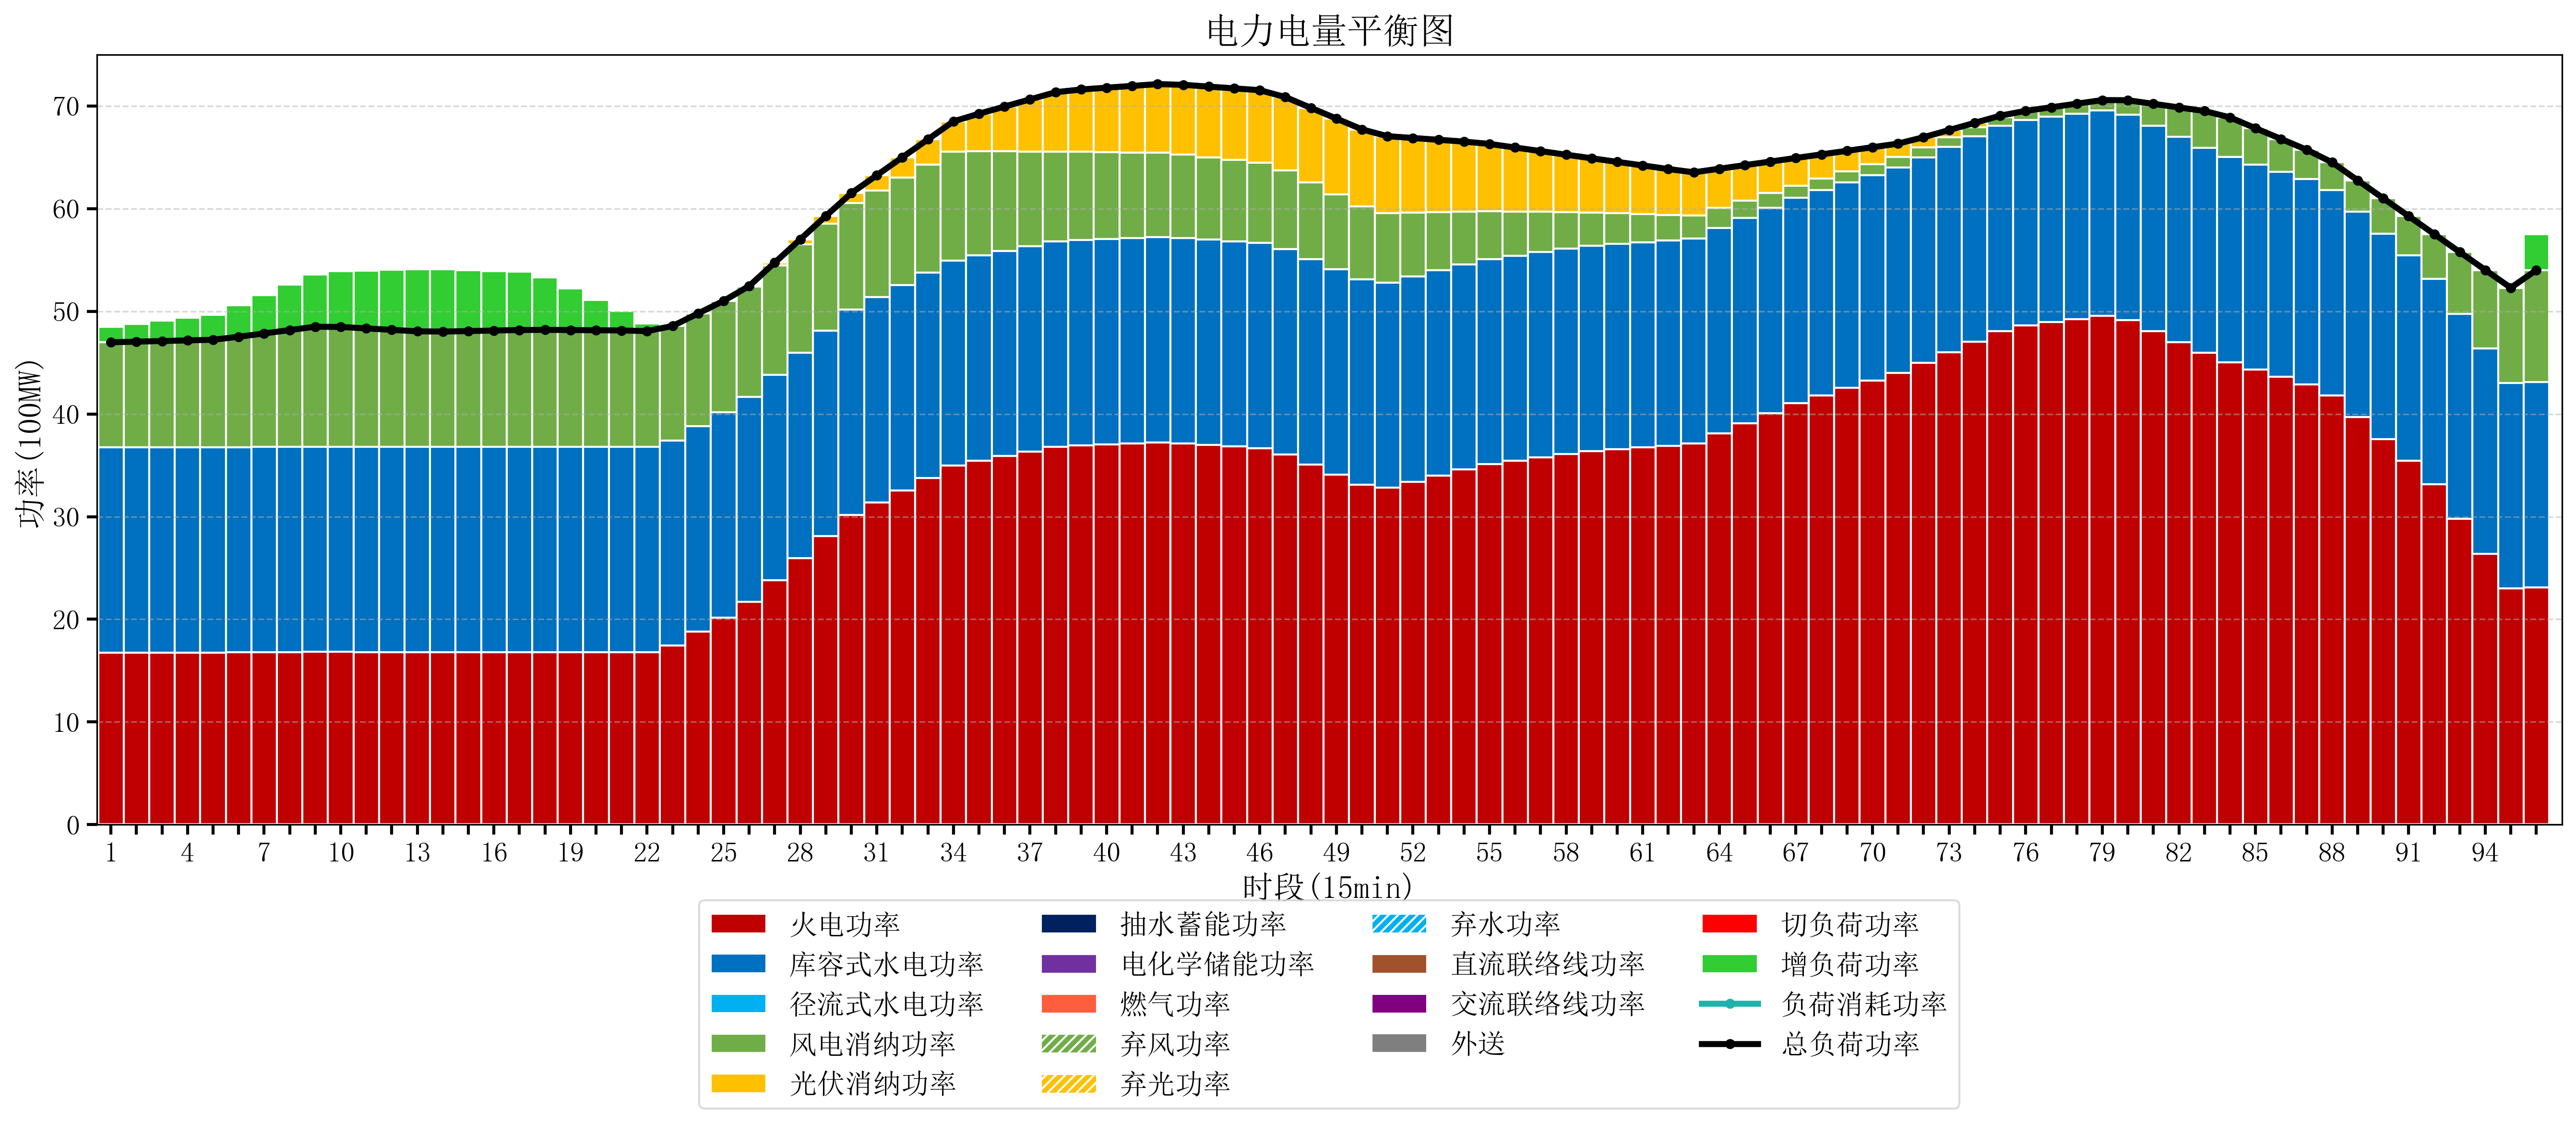 电力电量平衡图
功率(100MW)
70
60
50
40
30
20
10
0
1 4 7 10 13 16 19 22 25 28 31 34 37 40 43 46 49 52 55 58 61 64 67 70 73 76 79 82 85 88 91 94
时段(15min)
火电功率 抽水蓄能功率 弃水功率 切负荷功率
库容式水电功率 电化学储能功率 直流联络线功率 增负荷功率
径流式水电功率 燃气功率 交流联络线功率 负荷消耗功率
风电消纳功率 弃风功率 外送 总负荷功率
光伏消纳功率 弃光功率